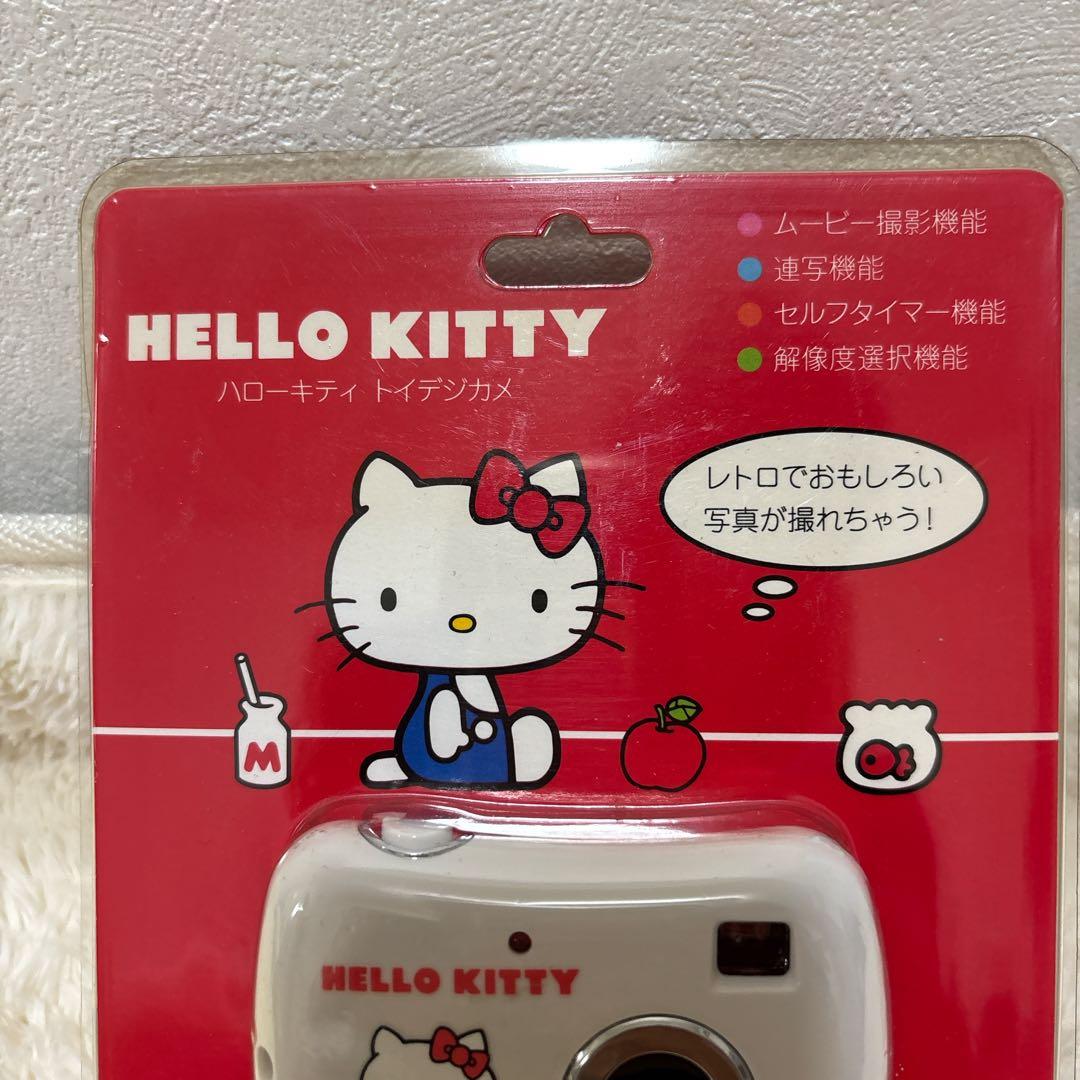 ムービー撮影機能
連写機能
セルフタイマー機能
解像度選択機能
HELLO KITTY
ハローキティ トイデジカメ
レトロでおもしろい
写真が撮れちゃう!
M
HELLO KITTY